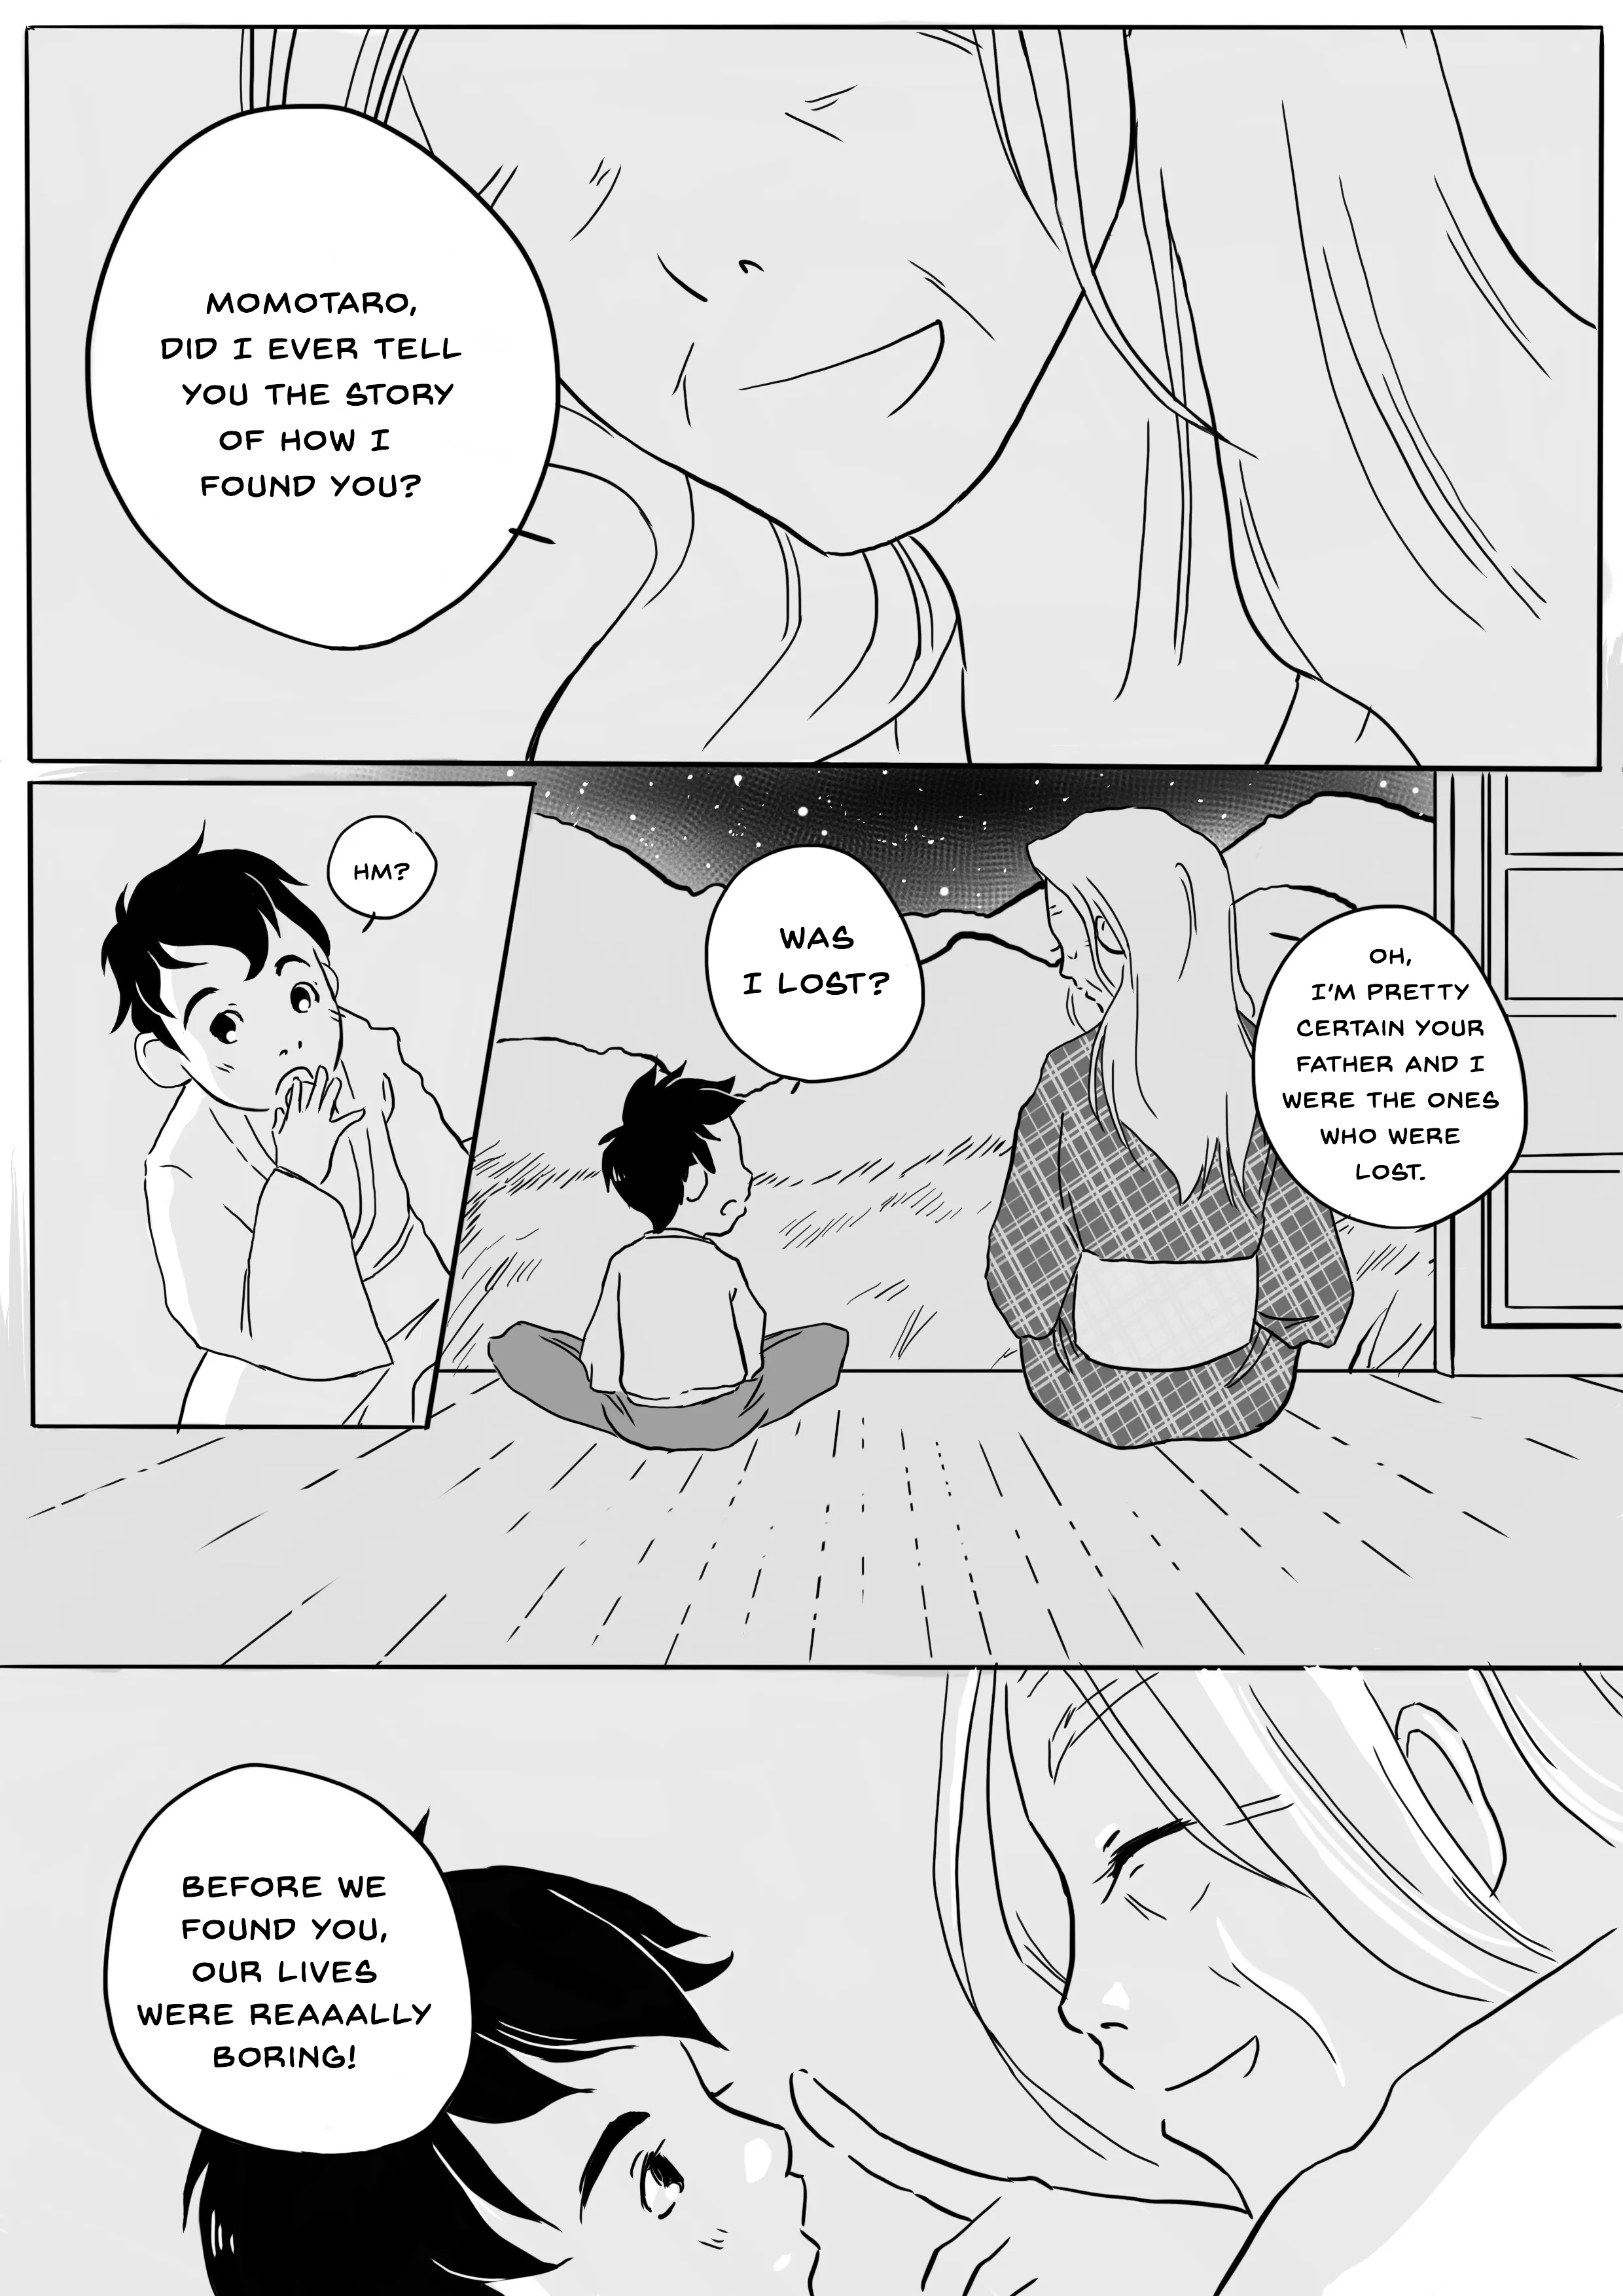 MOMOTARO,
DID I EVER TELL
YOU THE STORY
OF HOW I
FOUND YOU?
HM?
WAS
I LOST?
OH,
I'M PRETTY
CERTAIN YOUR
FATHER AND I
WERE THE ONES
WHO WERE
LOST.
BEFORE WE
FOUND YOU,
OUR LIVES
WERE REAAALLY
BORING!